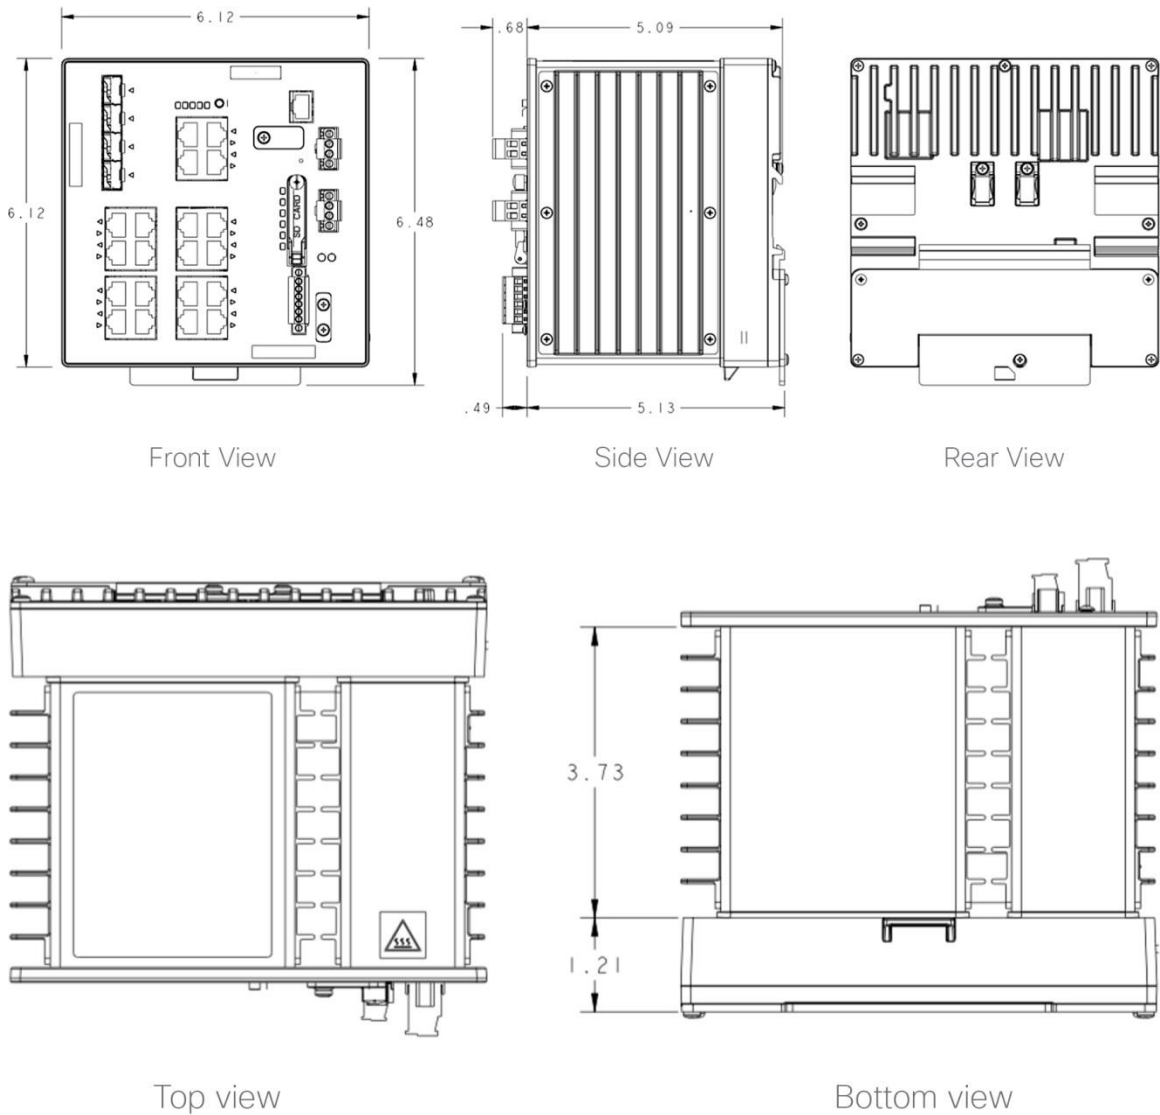 6.12
.68
5.09
6.12
6.48
SD CARD
.49
5.13
Front View
Side View
Rear View
3.73
1.21
Top view
Bottom view